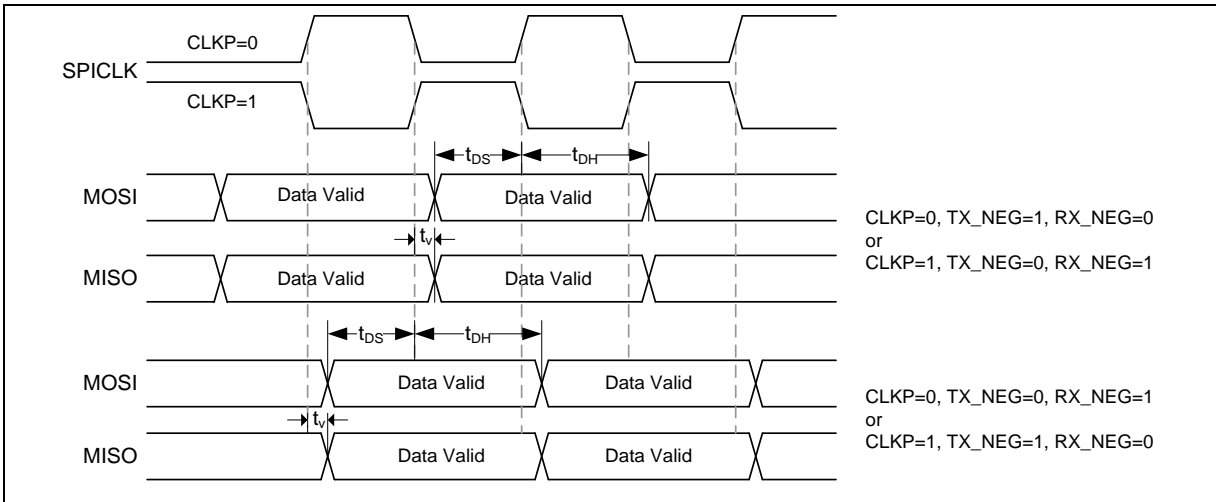 CLKP=0
SPICLK
CLKP=1
tDS tDH
MOSI Data Valid Data Valid
CLKP=0, TX_NEG=1, RX_NEG=0
or
CLKP=1, TX_NEG=0, RX_NEG=1
tv
MISO Data Valid Data Valid
tDS tDH
MOSI Data Valid Data Valid
CLKP=0, TX_NEG=0, RX_NEG=1
or
CLKP=1, TX_NEG=1, RX_NEG=0
tv
MISO Data Valid Data Valid